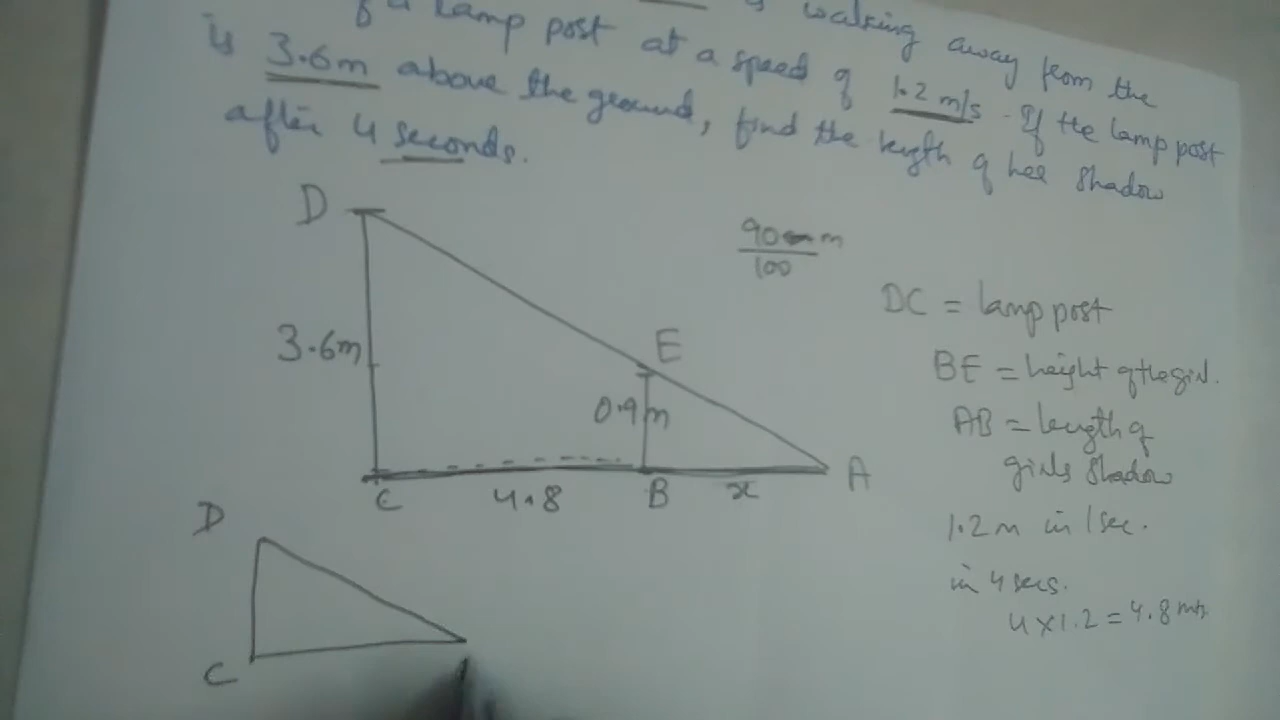 lamp post at a speed of walking away from the
is 3.6m above the ground, find the length of her shadow 1.2 m/s. If the lamp post
after 4 seconds.
D
90cm
100
DC = lamp post
3.6m
E
BE = height of the girl.
0.9m
AB = length of
girls shadow
A
C
4.8
B
x
1.2m in 1 sec.
D
in 4 secs.
4 x 1.2 = 4.8 mts.
C